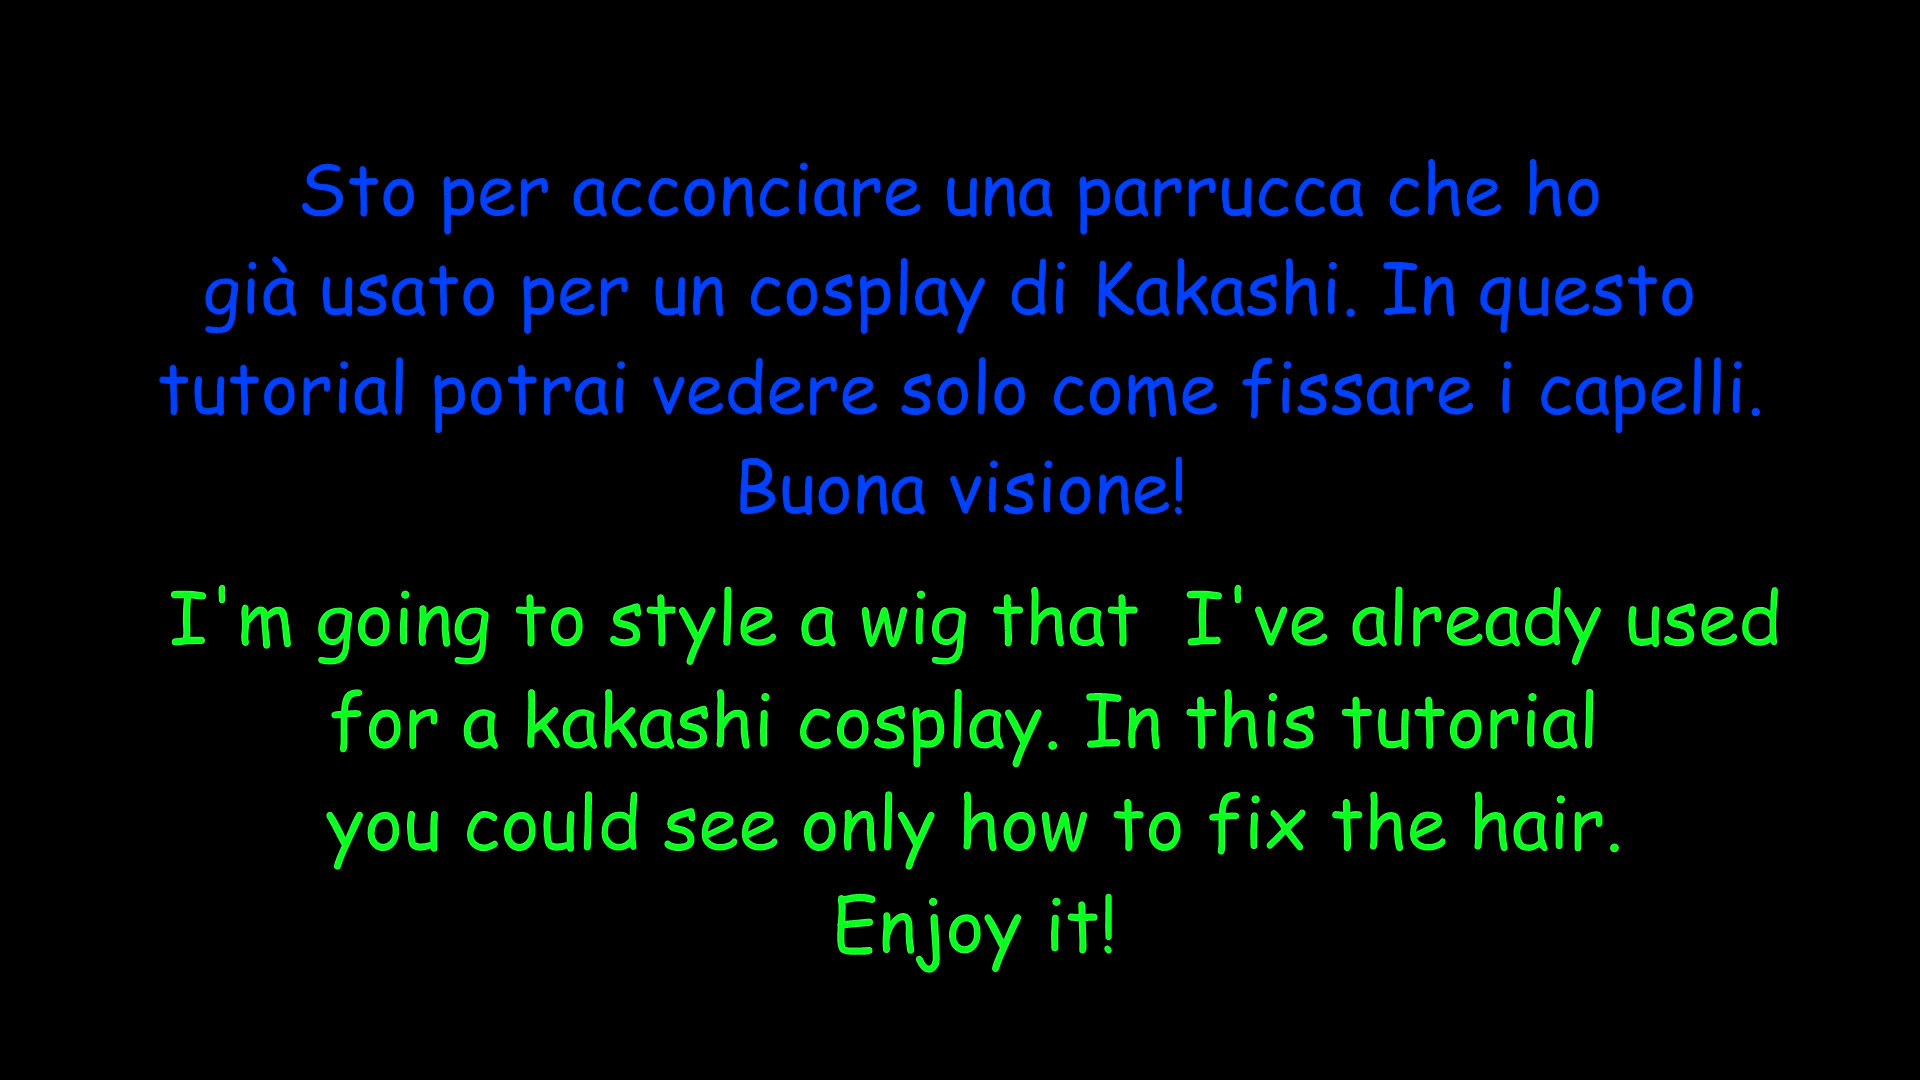 Sto per acconciare una parrucca che ho
già usato per un cosplay di Kakashi. In questo
tutorial potrai vedere solo come fissare i capelli.
Buona visione!
I'm going to style a wig that  I've already used
for a kakashi cosplay. In this tutorial
you could see only how to fix the hair.
Enjoy it!